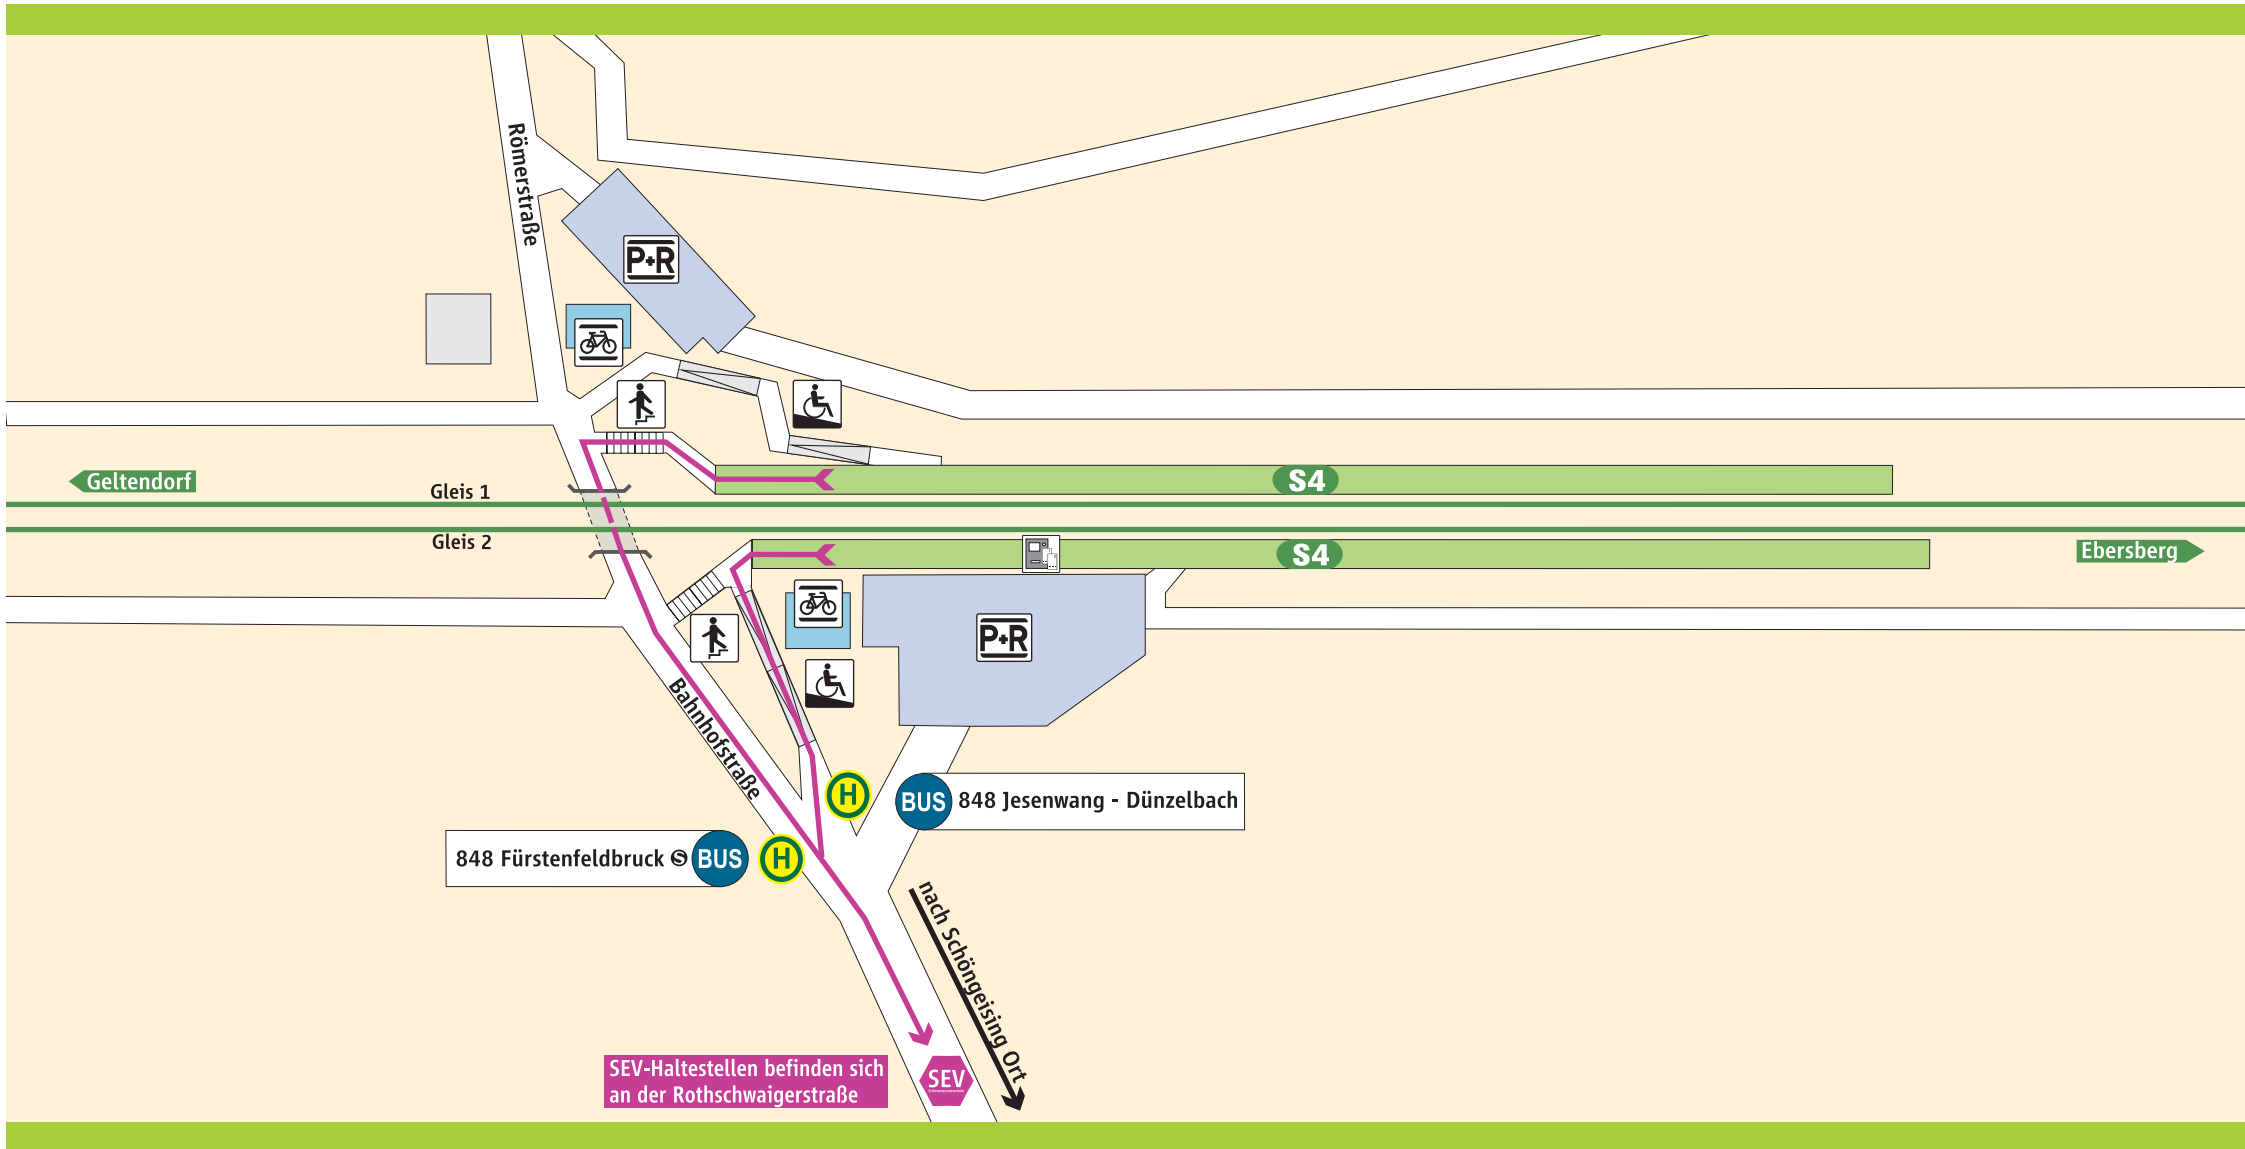 Römerstraße
P+R
Geltendorf
Gleis 1
S4
Gleis 2
S4
Ebersberg
P+R
Bahnhofstraße
H
BUS 848 Jesenwang - Dünzelbach
848 Fürstenfeldbruck S BUS
H
nach Schöngeising Ort
SEV-Haltestellen befinden sich
an der Rothschwaigerstraße
SEV